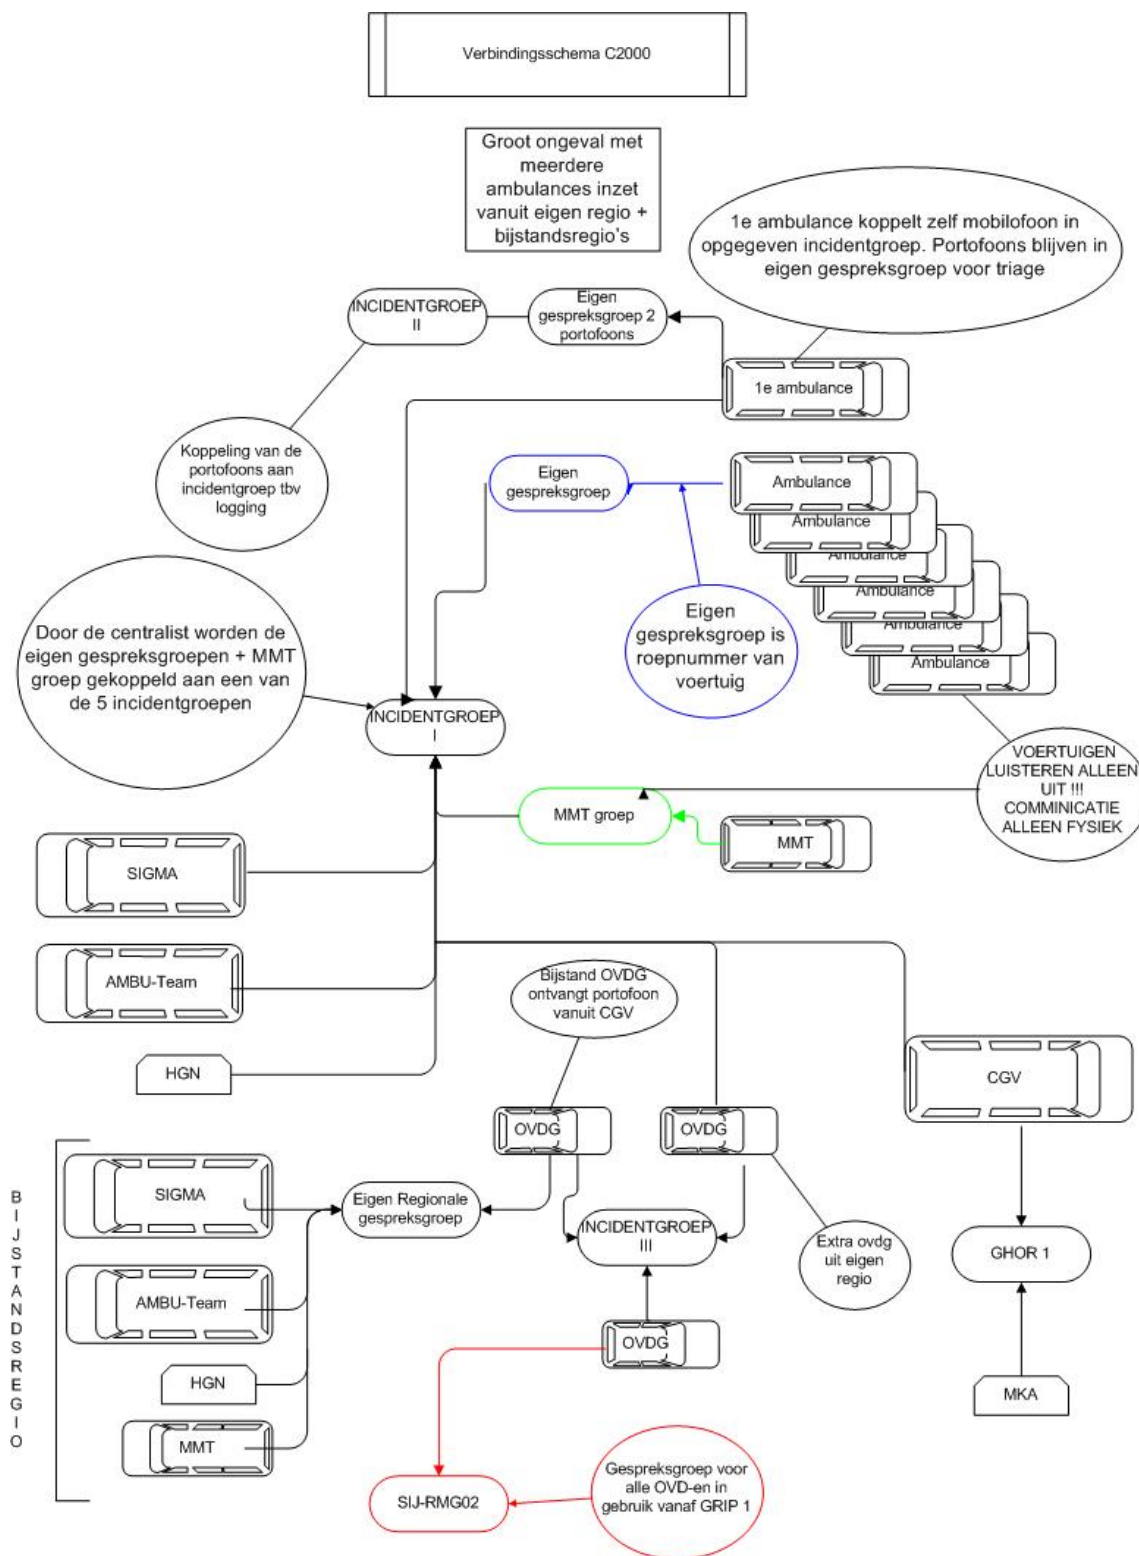 Verbindingsschema C2000
Groot ongeval met
meerdere
ambulances inzet
vanuit eigen regio +
bijstandsregio's
1e ambulance koppelt zelf mobilofoon in
opgegeven incidentgroep. Portofoons blijven in
eigen gespreksgroep voor triage
INCIDENTGROEP
II
Eigen
gespreksgroep 2
portofoons
1e ambulance
Koppeling van de
portofoons aan
incidentgroep tbv
logging
Eigen
gespreksgroep
Ambulance
Ambulance
Ambulance
Ambulance
Ambulance
Ambulance
Eigen
gespreksgroep is
roepnummer van
voertuig
Door de centralist worden de
eigen gespreksgroepen + MMT
groep gekoppeld aan een van
de 5 incidentgroepen
INCIDENTGROEP
I
VOERTUIGEN
LUISTEREN ALLEEN
UIT !!!
COMMINICATIE
ALLEEN FYSIEK
MMT groep
MMT
SIGMA
AMBU-Team
HGN
Bijstand OVDG
ontvangt portofoon
vanuit CGV
CGV
OVDG
OVDG
BIJSTANDSREGIO
SIGMA
Eigen Regionale
gespreksgroep
INCIDENTGROEP
III
Extra ovdg
uit eigen
regio
GHOR 1
AMBU-Team
OVDG
HGN
MKA
MMT
SIJ-RMG02
Gespreksgroep voor
alle OVD-en in
gebruik vanaf GRIP 1